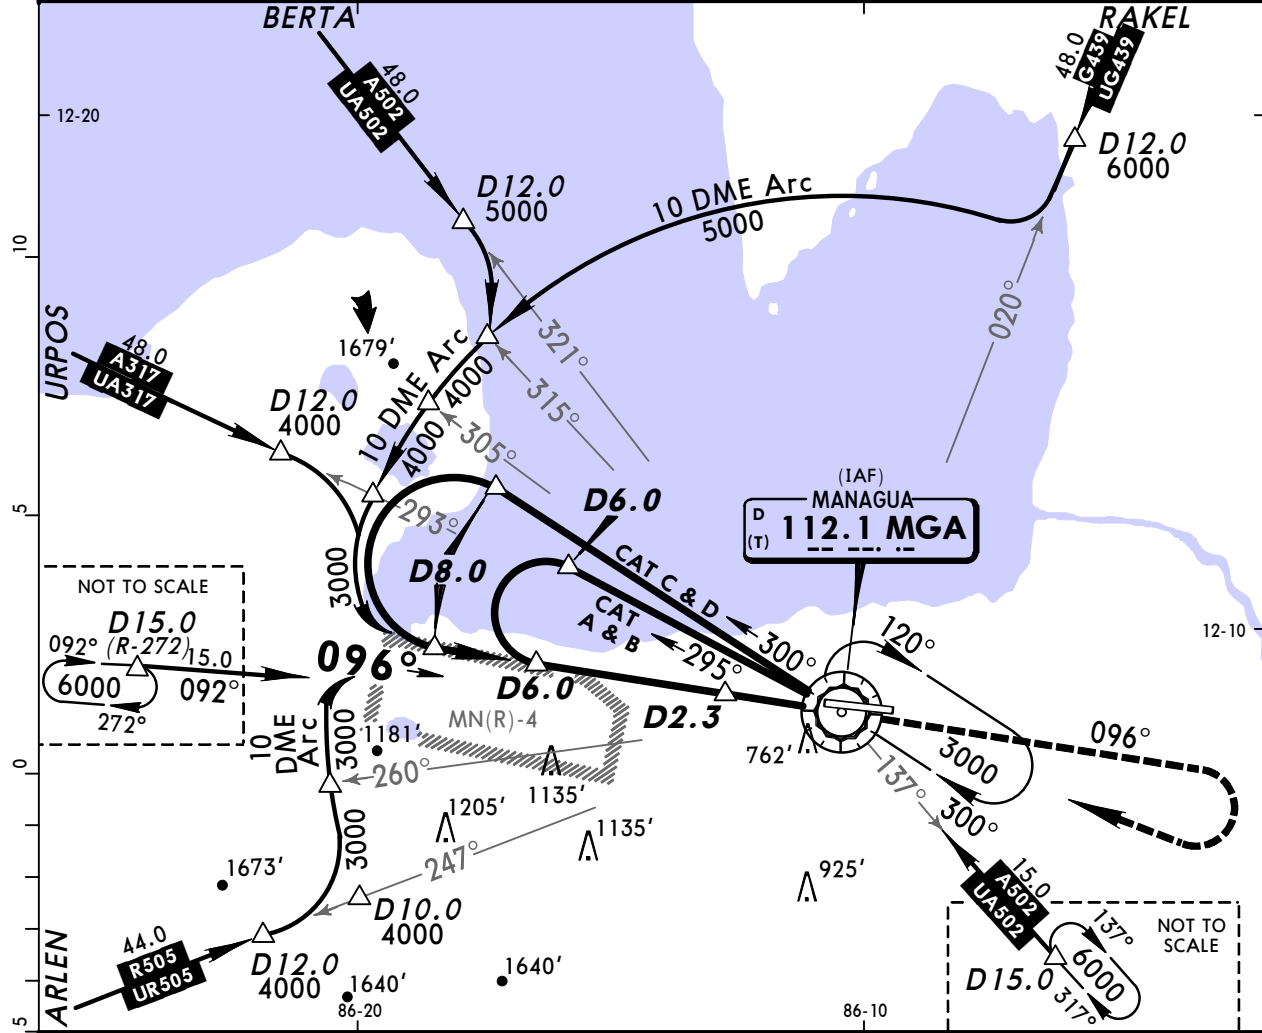 BERTA
RAKEL
48.0
A502
UA502
48.0
G439
UG439
12-20
D12.0
6000
D12.0
5000
10 DME Arc
5000
10
020°
URPOS
48.0
A317
UA317
1679'
321°
10 DME Arc
4000
315°
D12.0
4000
4000
305°
(IAF)
MANAGUA
D
(T)
112.1 MGA
5
293°
D6.0
CAT C & D
D8.0
3000
CAT
A & B
NOT TO SCALE
D15.0
(R-272)
092°
15.0
6000
092°
272°
096°
295°
300°
120°
12-10
D6.0
D2.3
MN(R)-4
10
DME
Arc
3000
1181'
260°
762'
096°
3000
137°
300°
0
1135'
1205'
1135'
3000
247°
1673'
925'
15.0
A502
UA502
D10.0
4000
NOT TO
SCALE
137°
6000
317°
D15.0
ARLEN
44.0
R505
UR505
D12.0
4000
1640'
1640'
86-20
86-10
5